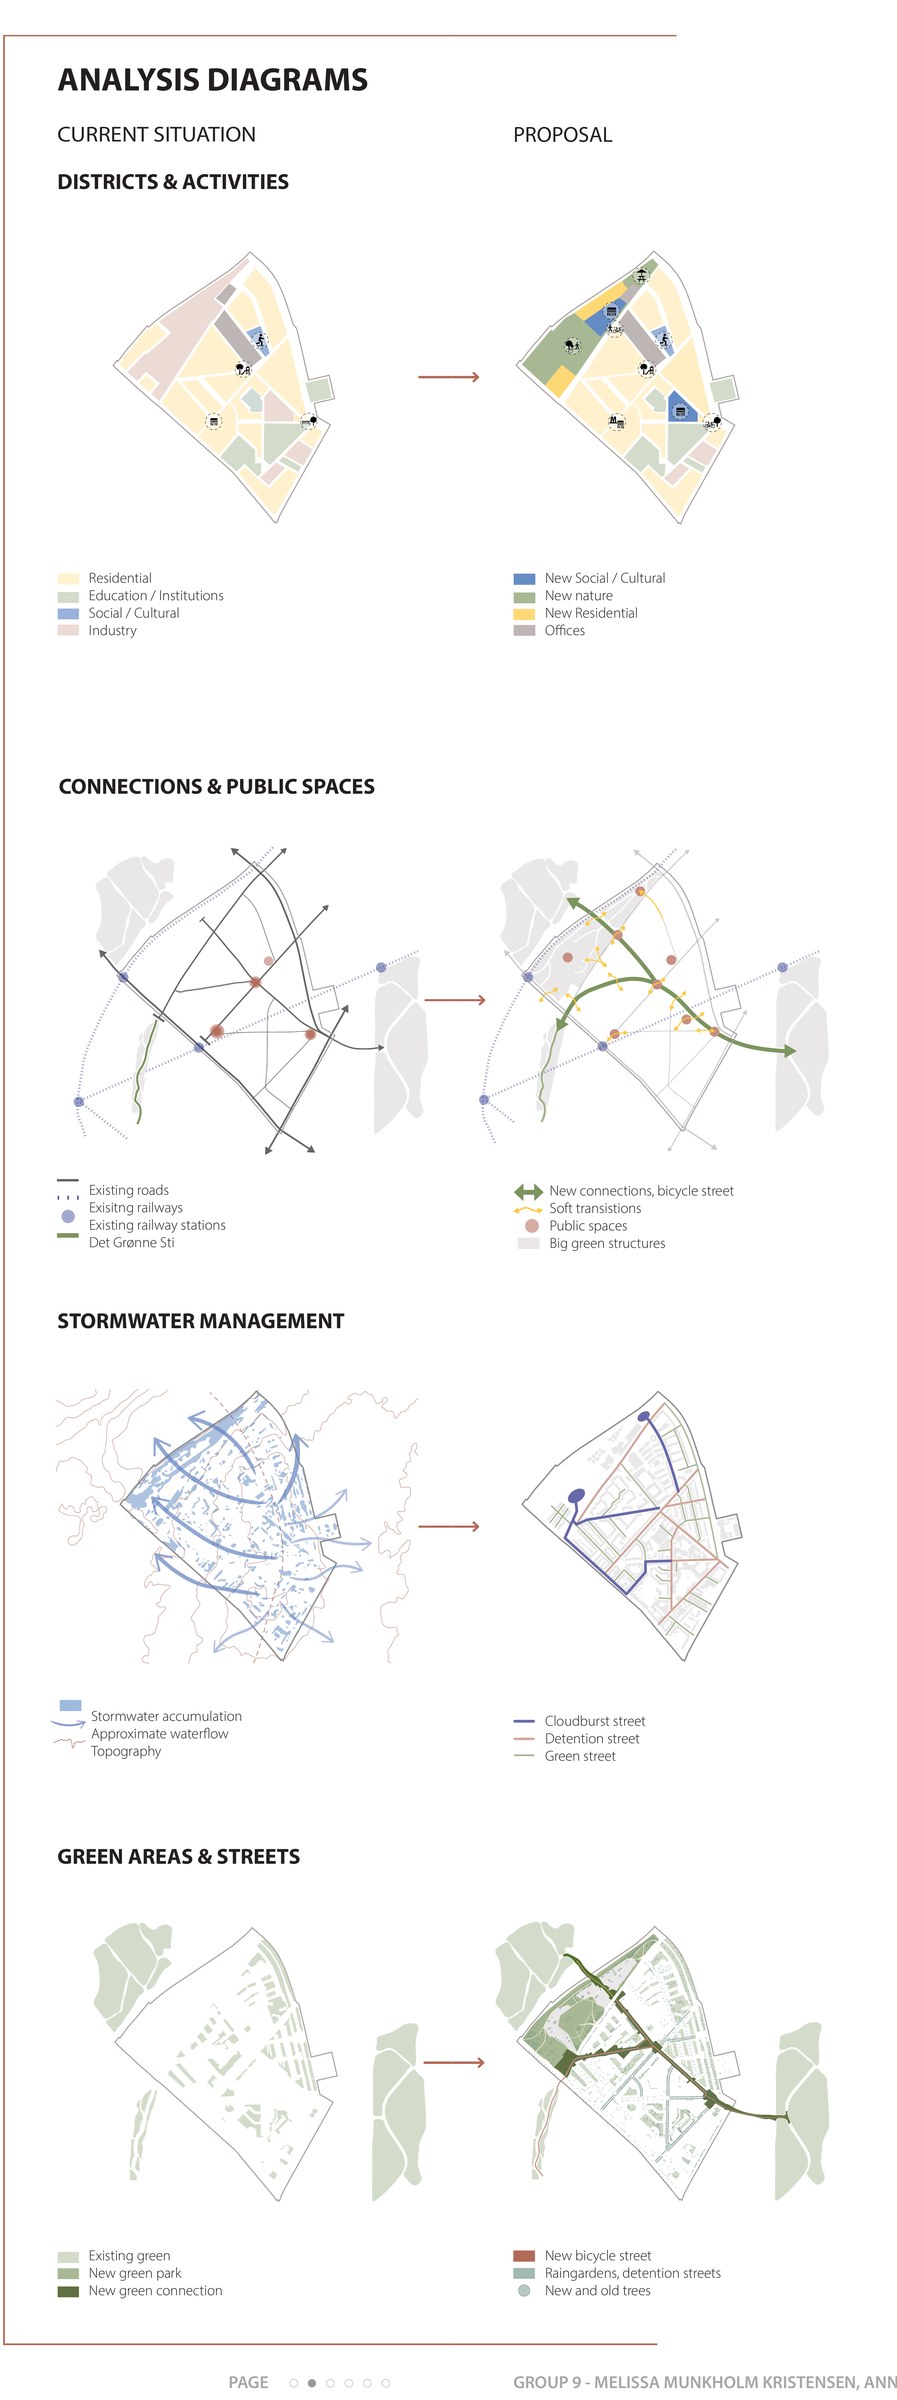 ANALYSIS DIAGRAMS
CURRENT SITUATION
PROPOSAL
DISTRICTS & ACTIVITIES
Residential
Education / Institutions
Social / Cultural
Industry
New Social / Cultural
New nature
New Residential
Offices
CONNECTIONS & PUBLIC SPACES
Existing roads
Exisitng railways
Existing railway stations
Det Grønne Sti
New connections, bicycle street
Soft transistions
Public spaces
Big green structures
STORMWATER MANAGEMENT
Stormwater accumulation
Approximate waterflow
Topography
Cloudburst street
Detention street
Green street
GREEN AREAS & STREETS
Existing green
New green park
New green connection
New bicycle street
Raingardens, detention streets
New and old trees
PAGE
GROUP 9 - MELISSA MUNKHOLM KRISTENSEN, ANN